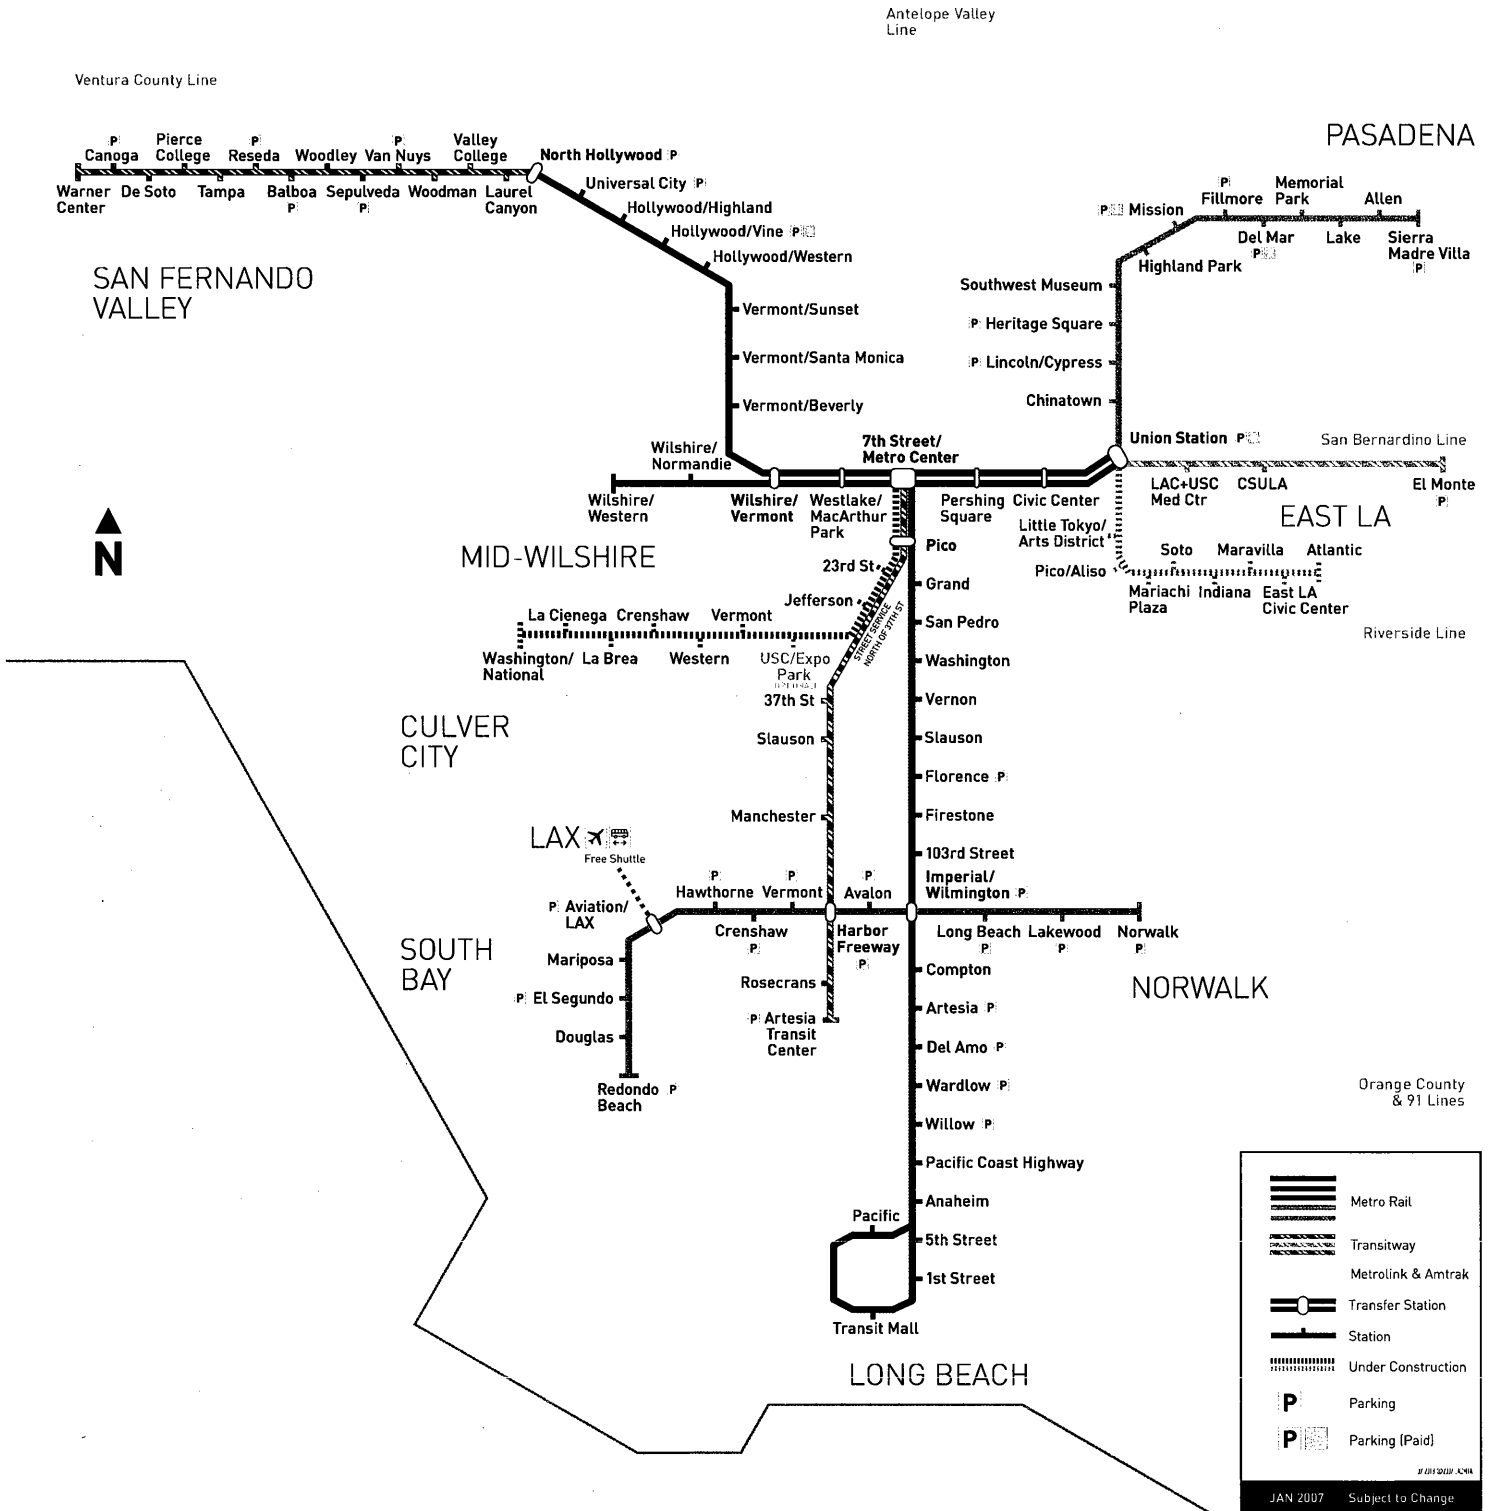 Antelope Valley
Line
Ventura County Line
PASADENA
P
Canoga
Pierce
College
P
Reseda
Woodley
P
Van Nuys
Valley
College
North Hollywood P
Warner
Center
De Soto
Tampa
Balboa
P
Sepulveda
P
Woodman
Laurel
Canyon
Universal City P
Hollywood/Highland
Hollywood/Vine P
Hollywood/Western
SAN FERNANDO
VALLEY
Vermont/Sunset
Vermont/Santa Monica
Vermont/Beverly
P Mission
P
Fillmore
Memorial
Park
Allen
Highland Park
Del Mar
P
Lake
Sierra
Madre Villa
P
Southwest Museum
P Heritage Square
P Lincoln/Cypress
Chinatown
Union Station P
San Bernardino Line
Wilshire/
Normandie
7th Street/
Metro Center
Wilshire/
Western
Wilshire/
Vermont
Westlake/
MacArthur
Park
Pershing
Square
Civic Center
LAC+USC
Med Ctr
CSULA
El Monte
P
EAST LA
Little Tokyo/
Arts District
Pico/Aliso
Soto
Maravilla
Atlantic
Mariachi
Plaza
Indiana
East LA
Civic Center
Riverside Line
N
MID-WILSHIRE
23rd St
Jefferson
STREET SERVICE
NORTH OF 37TH ST
La Cienega
Crenshaw
Vermont
Washington/
National
La Brea
Western
USC/Expo
Park
37th St
Slauson
Manchester
CULVER
CITY
Pico
Grand
San Pedro
Washington
Vernon
Slauson
Florence P
Firestone
103rd Street
Imperial/
Wilmington P
LAX
Free Shuttle
P Aviation/
LAX
P
Hawthorne
P
Vermont
P
Avalon
Crenshaw
P
Harbor
Freeway
P
Long Beach
P
Lakewood
P
Norwalk
P
SOUTH
BAY
Mariposa
P El Segundo
Douglas
Redondo P
Beach
Rosecrans
P Artesia
Transit
Center
NORWALK
Compton
Artesia P
Del Amo P
Wardlow P
Willow P
Pacific Coast Highway
Anaheim
Pacific
5th Street
1st Street
Transit Mall
LONG BEACH
Orange County
& 91 Lines
Metro Rail
Transitway
Metrolink & Amtrak
Transfer Station
Station
Under Construction
P Parking
P Parking (Paid)
JAN 2007 Subject to Change